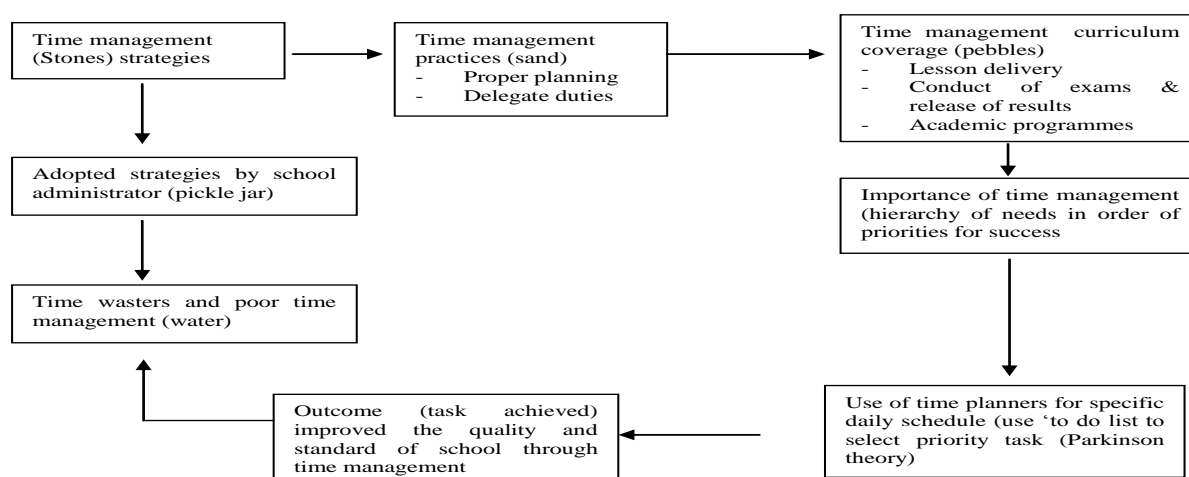 Time management
(Stones) strategies
Time management
practices (sand)
- Proper planning
- Delegate duties
Time management curriculum
coverage (pebbles)
- Lesson delivery
- Conduct of exams &
release of results
- Academic programmes
Adopted strategies by school
administrator (pickle jar)
Importance of time management
(hierarchy of needs in order of
priorities for success
Time wasters and poor time
management (water)
Outcome (task achieved)
improved the quality and
standard of school through
time management
Use of time planners for specific
daily schedule (use ‘to do list to
select priority task (Parkinson
theory)